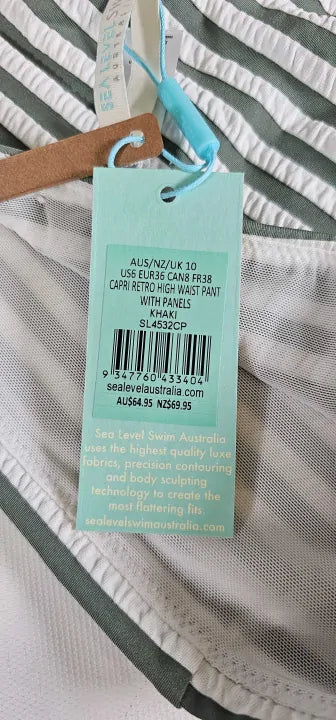 SEA LEVEL
AUS/NZ/UK 10
US6 EUR36 CAN8 FR38
CAPRI RETRO HIGH WAIST PANT
WITH PANELS
KHAKI
SL4532CP
9 347760 433404
sealevelaustralia.com
AU$64.95 NZ$69.95
Sea Level Swim Australia
uses the highest quality luxe
fabrics, precision contouring
and body sculpting
technology to create the
most flattering fits.
sealevelswimaustralia.com